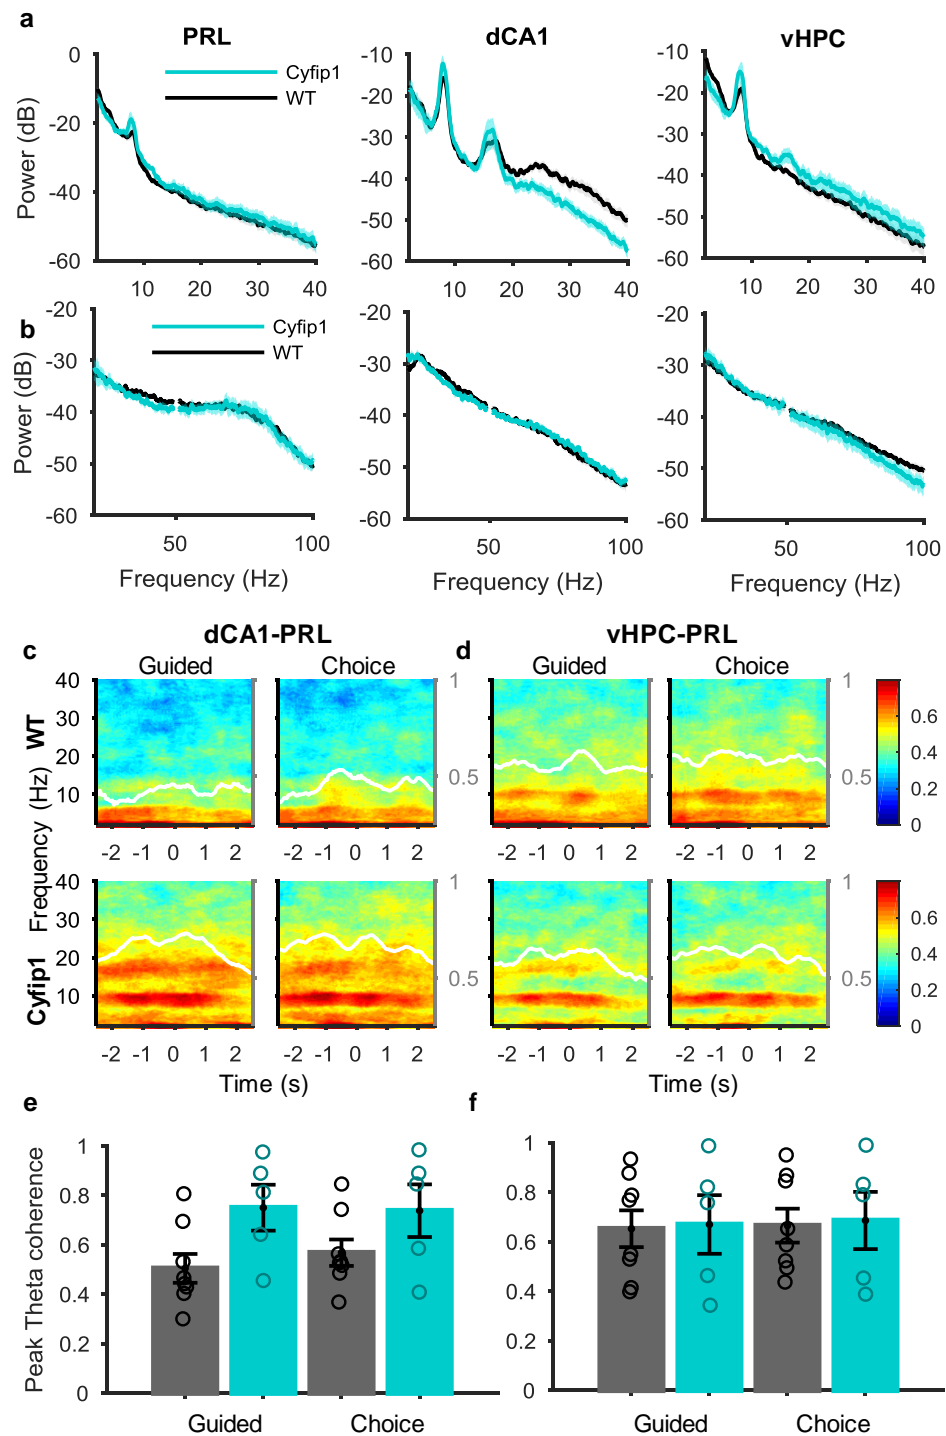 a
PRL
dCA1
vHPC
0
-20
-40
-60
Power (dB)
Cyfip1
WT
10
20
30
40
-10
-20
-30
-40
-50
-60
10
20
30
40
-10
-20
-30
-40
-50
-60
10
20
30
40
b
-20
-30
-40
-50
-60
Power (dB)
Cyfip1
WT
50
100
Frequency (Hz)
-20
-30
-40
-50
-60
50
100
Frequency (Hz)
-20
-30
-40
-50
-60
50
100
Frequency (Hz)
dCA1-PRL
vHPC-PRL
c
Guided
Choice
d
Guided
Choice
WT
Cyfip1
Frequency (Hz)
40
30
20
10
-2 -1 0 1 2
-2 -1 0 1 2
1
0.5
-2 -1 0 1 2
-2 -1 0 1 2
1
0.5
0.6
0.4
0.2
0
40
30
20
10
-2 -1 0 1 2
-2 -1 0 1 2
1
0.5
-2 -1 0 1 2
-2 -1 0 1 2
1
0.5
0.6
0.4
0.2
0
Time (s)
Time (s)
e
Peak Theta coherence
1
0.8
0.6
0.4
0.2
0
Guided
Choice
f
1
0.8
0.6
0.4
0.2
0
Guided
Choice